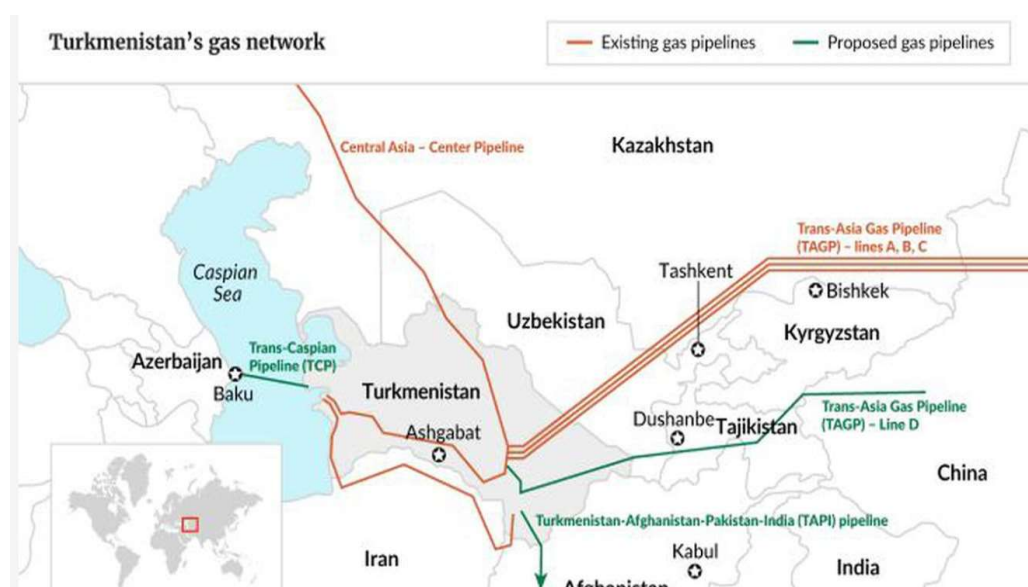 Turkmenistan's gas network
Existing gas pipelines
Proposed gas pipelines
Central Asia – Center Pipeline
Kazakhstan
Trans-Asia Gas Pipeline
(TAGP) – lines A, B, C
Caspian
Sea
Tashkent
Bishkek
Uzbekistan
Kyrgyzstan
Azerbaijan
Trans-Caspian
Pipeline (TCP)
Baku
Turkmenistan
Trans-Asia Gas Pipeline
(TAGP) – Line D
Dushanbe
Tajikistan
Ashgabat
China
Turkmenistan-Afghanistan-Pakistan-India (TAPI) pipeline
Iran
Kabul
India
Afghanistan